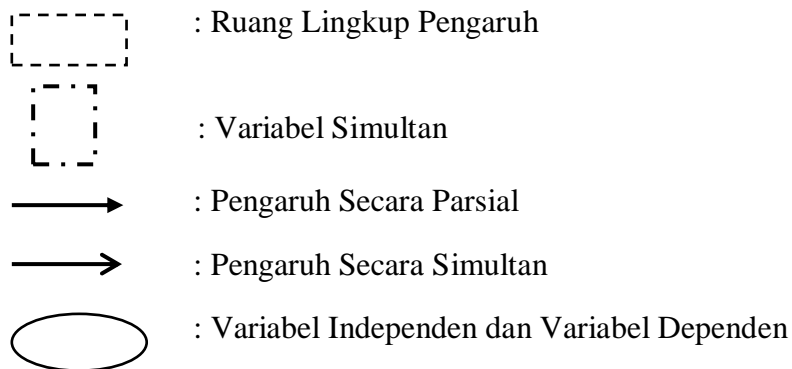 : Ruang Lingkup Pengaruh
: Variabel Simultan
: Pengaruh Secara Parsial
: Pengaruh Secara Simultan
: Variabel Independen dan Variabel Dependen